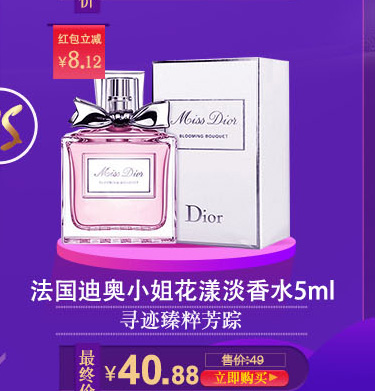 价
红包立减
¥8.12
Miss Dior
BLOOMING BOUQUET
Miss Dior
BLOOMING BOUQUET
Dior
法国迪奥小姐花漾淡香水5ml
寻迹臻粹芳踪
最终价
¥40.88
售价:49
立即购买▶